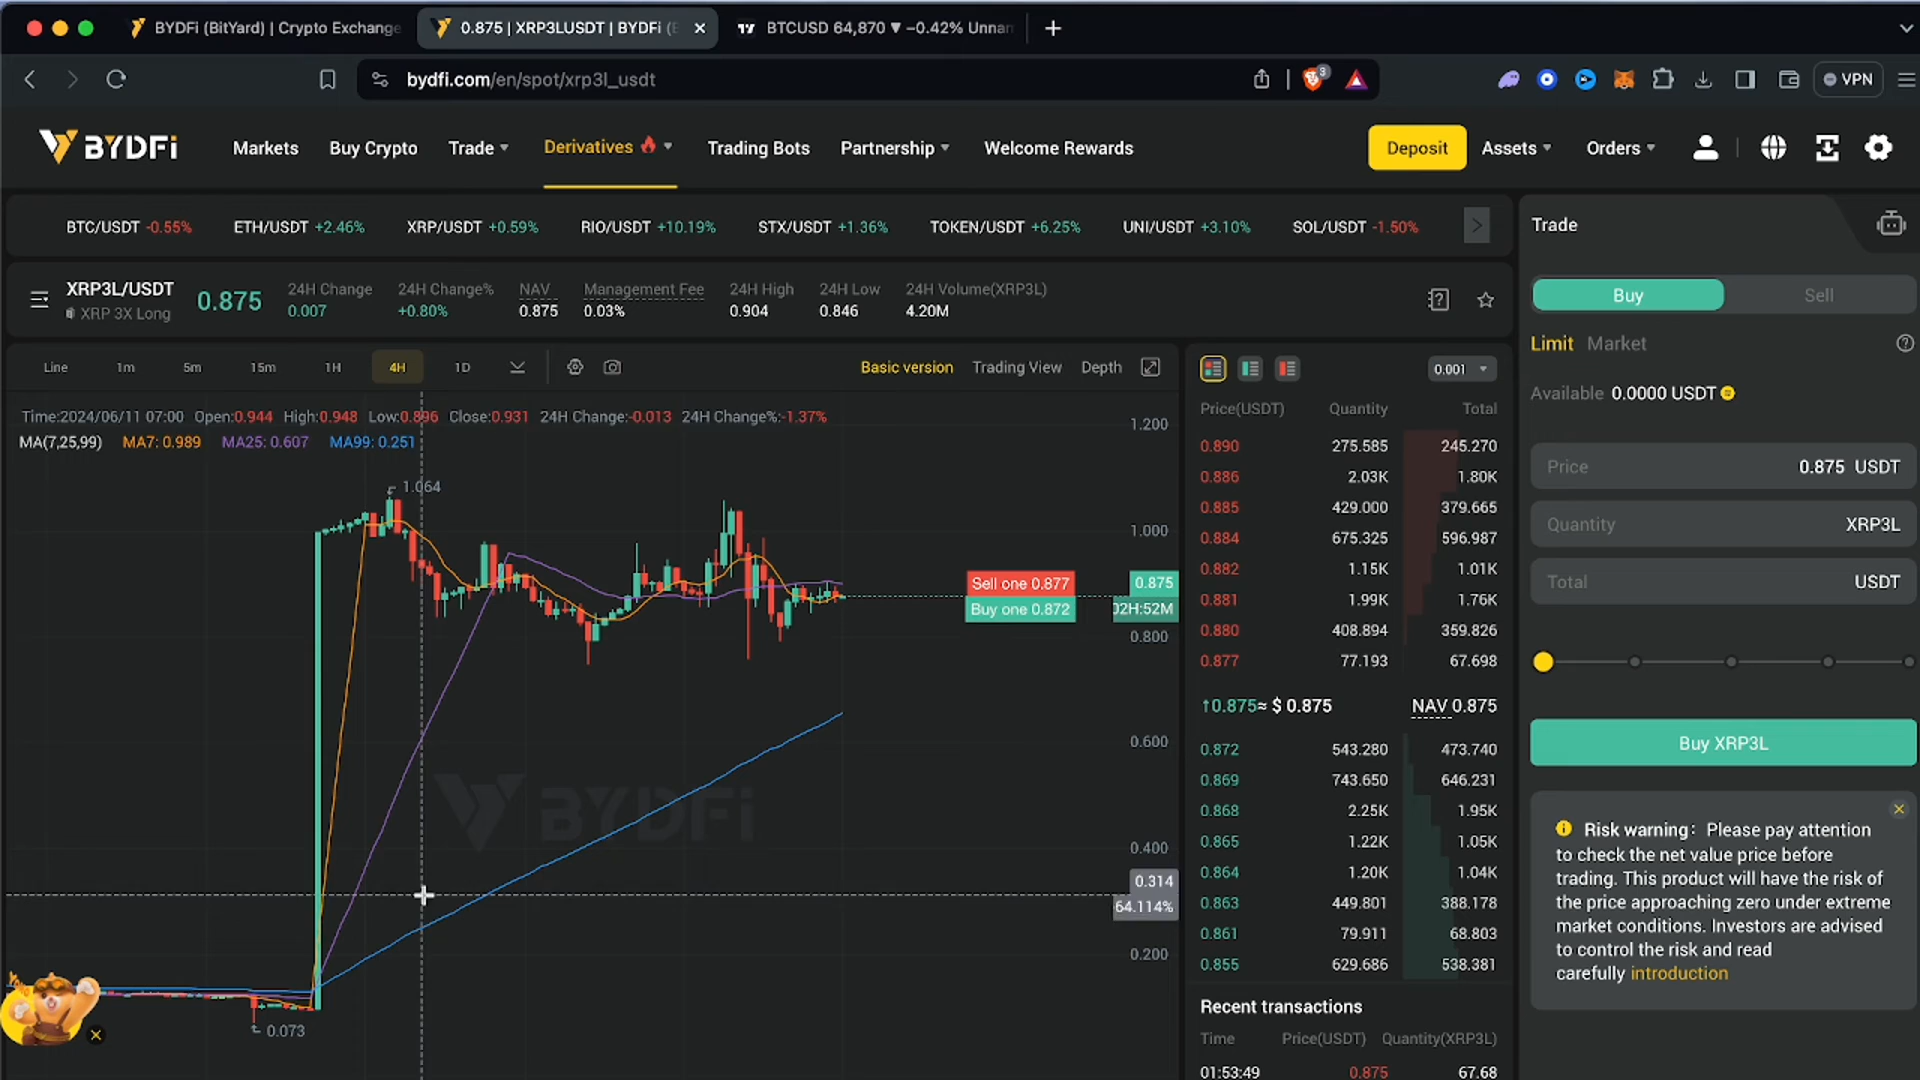 BYDFi (BitYard) | Crypto Exchange
0.875 | XRP3LUSDT | BYDFi (
BTCUSD 64,870 ▼ −0.42% Unnam
bydfi.com/en/spot/xrp3l_usdt
3
VPN
BYDFi
Markets
Buy Crypto
Trade
Derivatives
Trading Bots
Partnership
Welcome Rewards
Deposit
Assets
Orders
BTC/USDT -0.55%
ETH/USDT +2.46%
XRP/USDT +0.59%
RIO/USDT +10.19%
STX/USDT +1.36%
TOKEN/USDT +6.25%
UNI/USDT +3.10%
SOL/USDT -1.50%
XRP3L/USDT
XRP 3X Long
0.875
24H Change
0.007
24H Change%
+0.80%
NAV
0.875
Management Fee
0.03%
24H High
0.904
24H Low
0.846
24H Volume(XRP3L)
4.20M
Line 1m 5m 15m 1H 4H 1D
Basic version Trading View Depth
Time:2024/06/11 07:00 Open:0.944 High:0.948 Low:0.896 Close:0.931 24H Change:-0.013 24H Change%:-1.37%
MA(7,25,99) MA7: 0.989 MA25: 0.607 MA99: 0.251
1.200
1.064
1.000
Sell one 0.877
0.875
Buy one 0.872
02H:52M
0.800
0.600
BYDFi
0.400
0.314
64.114%
0.200
0.073
0.001
Price(USDT) Quantity Total
0.890 275.585 245.270
0.886 2.03K 1.80K
0.885 429.000 379.665
0.884 675.325 596.987
0.882 1.15K 1.01K
0.881 1.99K 1.76K
0.880 408.894 359.826
0.877 77.193 67.698
↑0.875≈ $ 0.875 NAV 0.875
0.872 543.280 473.740
0.869 743.650 646.231
0.868 2.25K 1.95K
0.865 1.22K 1.05K
0.864 1.20K 1.04K
0.863 449.801 388.178
0.861 79.911 68.803
0.855 629.686 538.381
Recent transactions
Time Price(USDT) Quantity(XRP3L)
01:53:49 0.875 67.68
Trade
Buy Sell
Limit Market
Available 0.0000 USDT
Price 0.875 USDT
Quantity XRP3L
Total USDT
Buy XRP3L
Risk warning: Please pay attention
to check the net value price before
trading. This product will have the risk of
the price approaching zero under extreme
market conditions. Investors are advised
to control the risk and read
carefully introduction